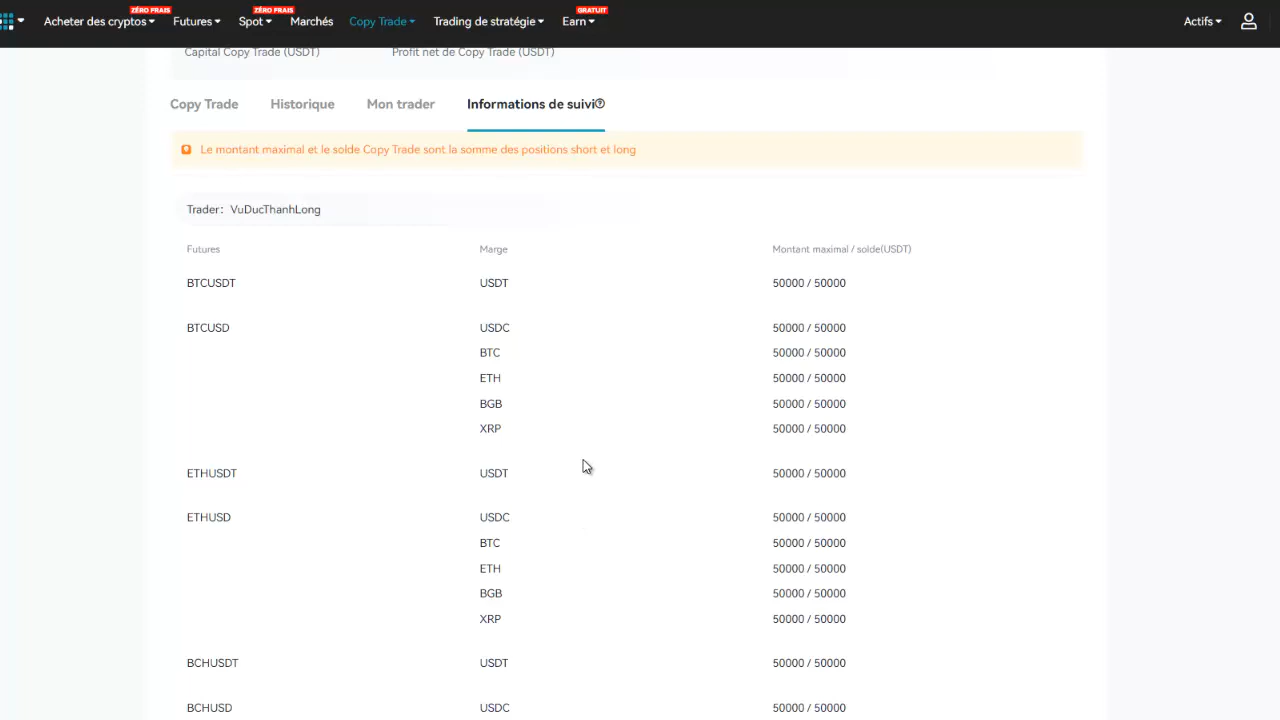 ZÉRO FRAIS ZÉRO FRAIS GRATUIT
Acheter des cryptos Futures Spot Marchés Copy Trade Trading de stratégie Earn Actifs
Capital Copy Trade (USDT) Profit net de Copy Trade (USDT)
Copy Trade Historique Mon trader Informations de suivi
Le montant maximal et le solde Copy Trade sont la somme des positions short et long
Trader: VuDucThanhLong
Futures Marge Montant maximal / solde(USDT)
BTCUSDT USDT 50000 / 50000
BTCUSD USDC 50000 / 50000
BTC 50000 / 50000
ETH 50000 / 50000
BGB 50000 / 50000
XRP 50000 / 50000
ETHUSDT USDT 50000 / 50000
ETHUSD USDC 50000 / 50000
BTC 50000 / 50000
ETH 50000 / 50000
BGB 50000 / 50000
XRP 50000 / 50000
BCHUSDT USDT 50000 / 50000
BCHUSD USDC 50000 / 50000